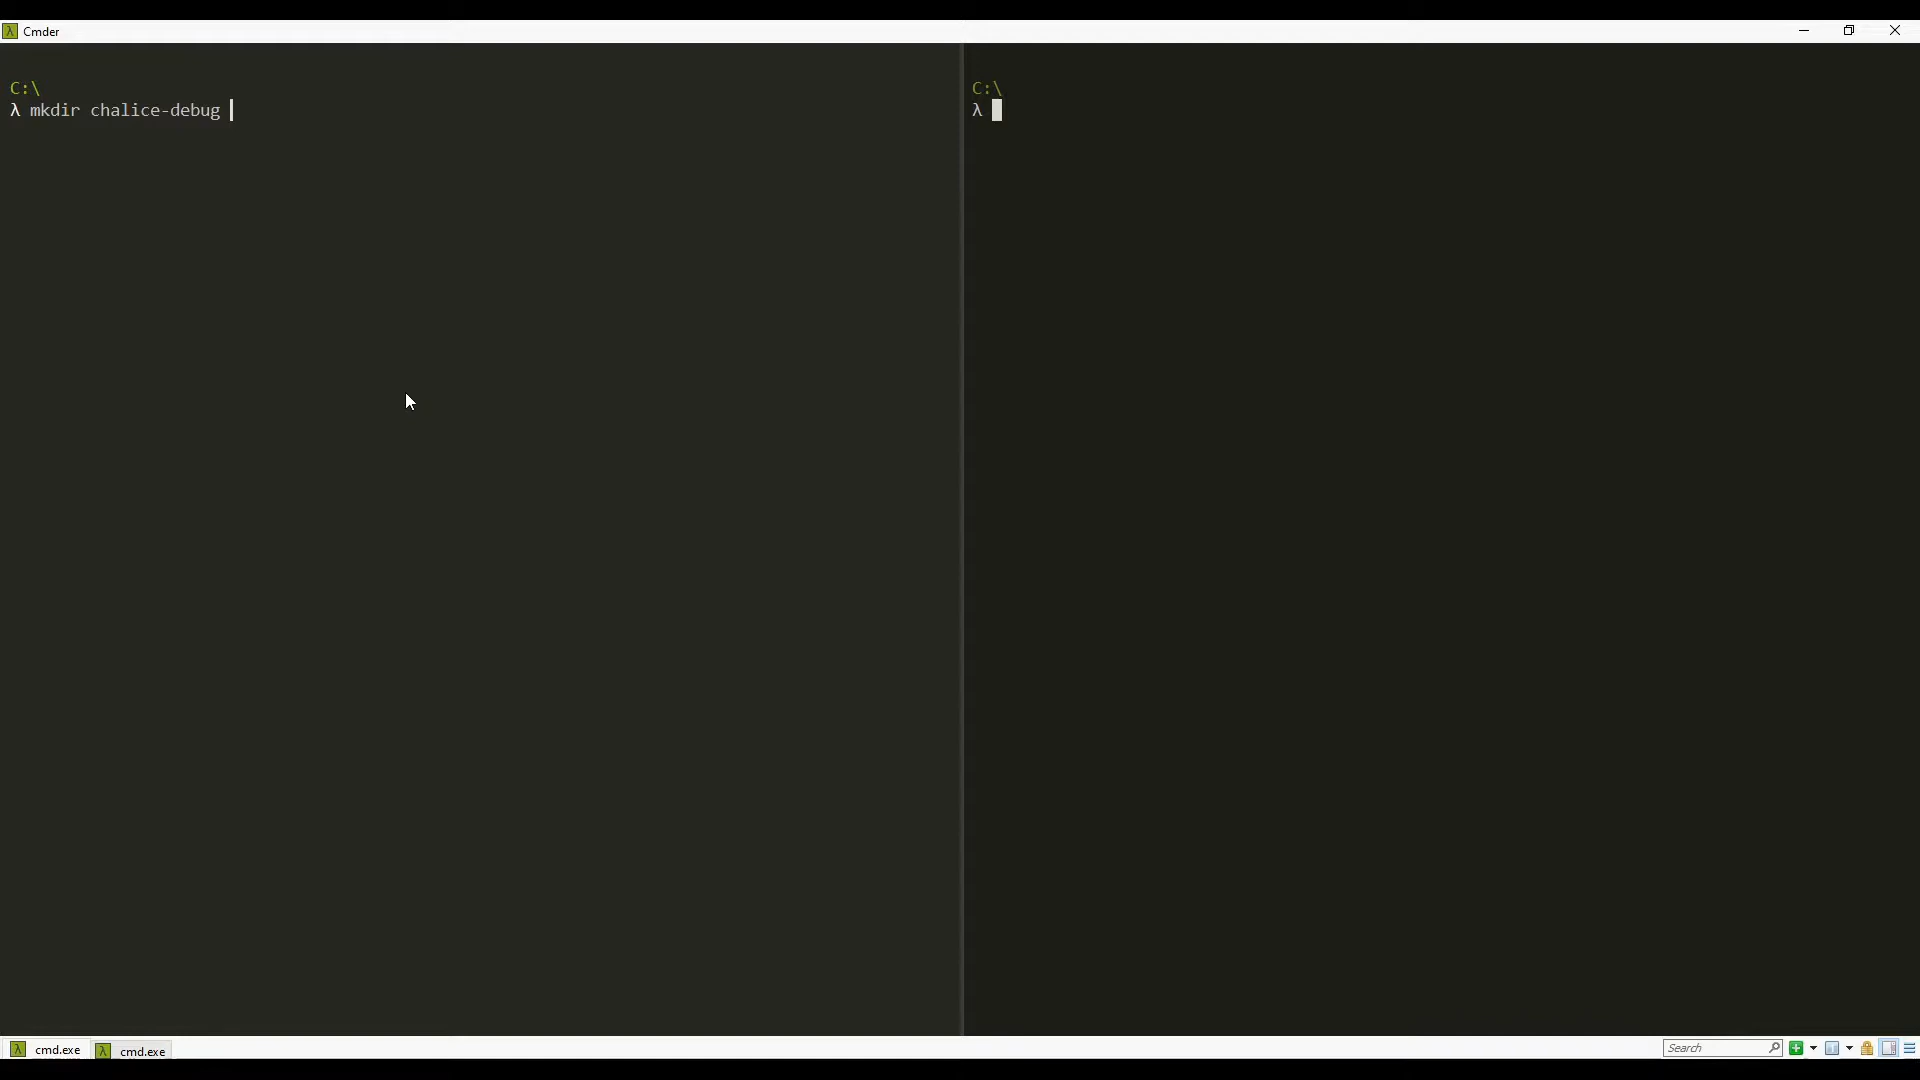 Cmder
C:\
λ mkdir chalice-debug
C:\
λ
cmd.exe
cmd.exe
Search